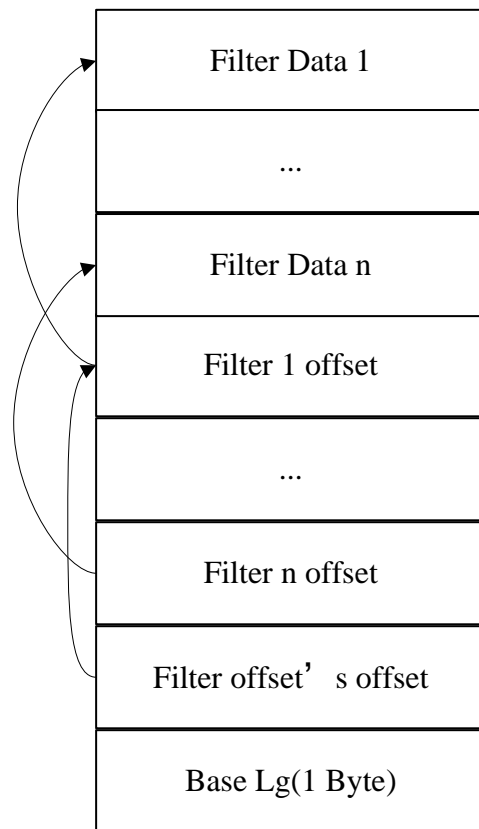 Filter Data 1
...
Filter Data n
Filter 1 offset
...
Filter n offset
Filter offset’ s offset
Base Lg(1 Byte)